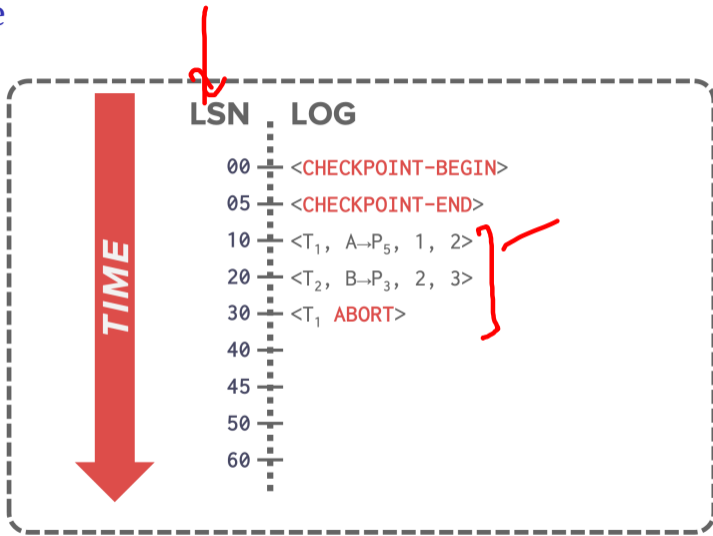 e
LSN LOG
00 <CHECKPOINT-BEGIN>
05 <CHECKPOINT-END>
10 <T₁, A→P₅, 1, 2>
20 <T₂, B→P₃, 2, 3>
30 <T₁ ABORT>
40
45
50
60
TIME